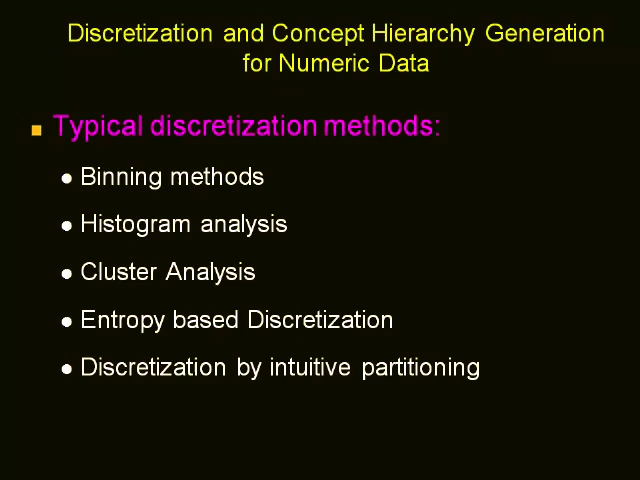 Discretization and Concept Hierarchy Generation
for Numeric Data
Typical discretization methods:
Binning methods
Histogram analysis
Cluster Analysis
Entropy based Discretization
Discretization by intuitive partitioning